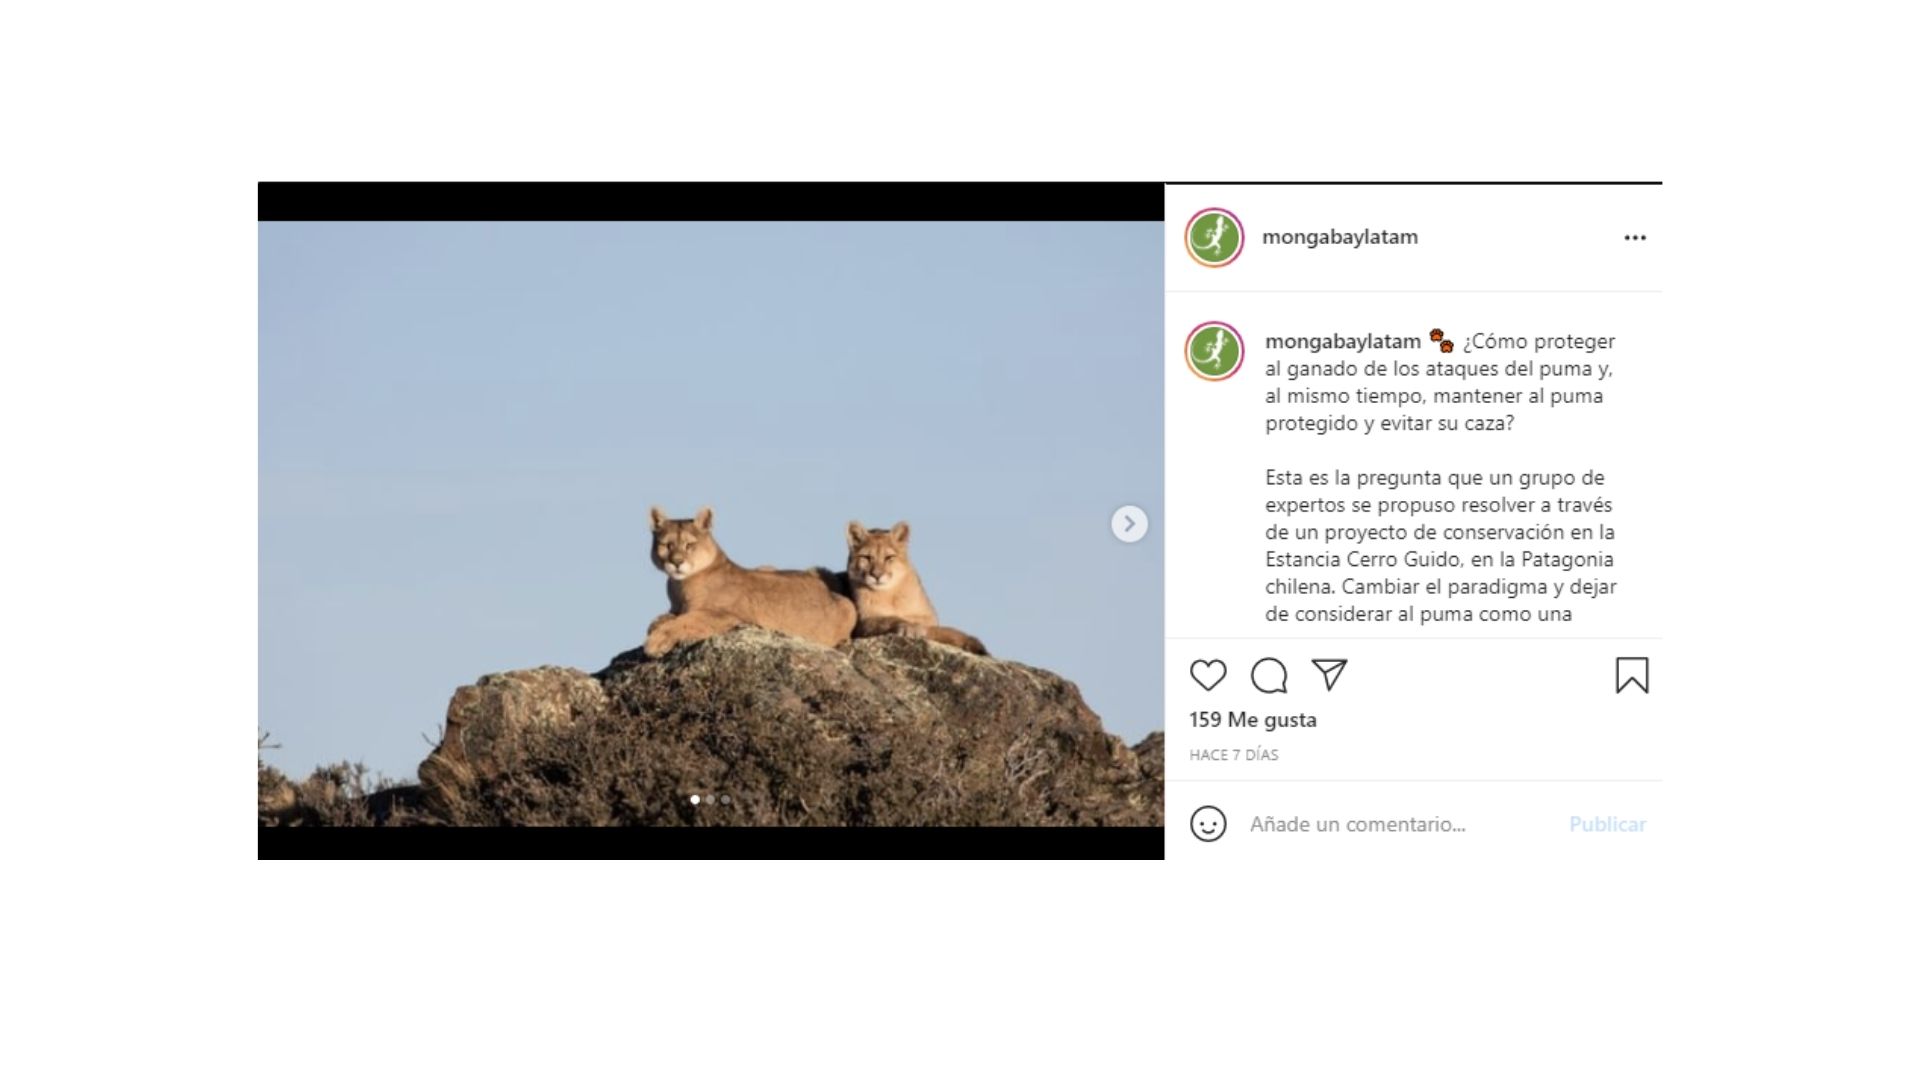 mongabaylatam
mongabaylatam 🐾 ¿Cómo proteger
al ganado de los ataques del puma y,
al mismo tiempo, mantener al puma
protegido y evitar su caza?
Esta es la pregunta que un grupo de
expertos se propuso resolver a través
de un proyecto de conservación en la
Estancia Cerro Guido, en la Patagonia
chilena. Cambiar el paradigma y dejar
de considerar al puma como una
159 Me gusta
HACE 7 DÍAS
Añade un comentario... Publicar